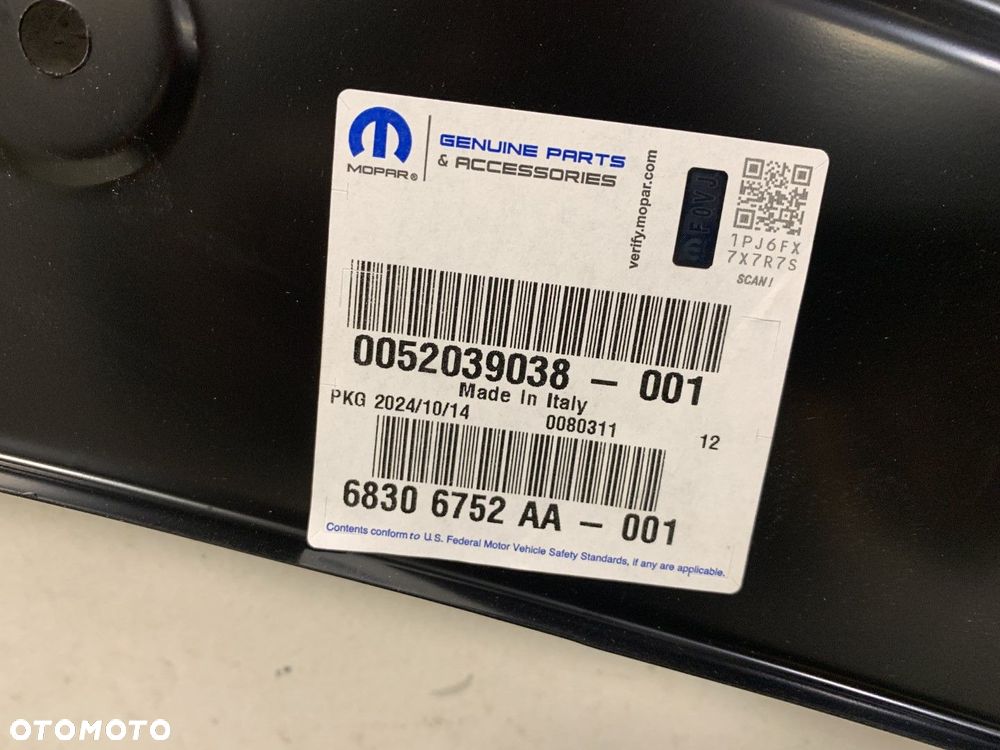 MOPAR®
GENUINE PARTS
& ACCESSORIES
verify.mopar.com
F0VJ
1PJ6FX
7X7R7S
SCAN!
0052039038 - 001
Made In Italy
PKG 2024/10/14
0080311
12
6830 6752 AA - 001
Contents conform to U.S. Federal Motor Vehicle Safety Standards, if any are applicable.
OTOMOTO